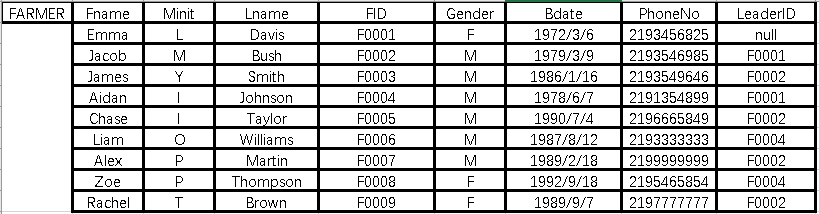 FARMER Fname Minit Lname FID Gender Bdate PhoneNo LeaderID
Emma L Davis F0001 F 1972/3/6 2193456825 null
Jacob M Bush F0002 M 1979/3/9 2193546985 F0001
James Y Smith F0003 M 1986/1/16 2193549646 F0002
Aidan I Johnson F0004 M 1978/6/7 2191354899 F0001
Chase I Taylor F0005 M 1990/7/4 2196665849 F0002
Liam O Williams F0006 M 1987/8/12 2193333333 F0004
Alex P Martin F0007 M 1989/2/18 2199999999 F0002
Zoe P Thompson F0008 F 1992/9/18 2195465854 F0004
Rachel T Brown F0009 F 1989/9/7 2197777777 F0002